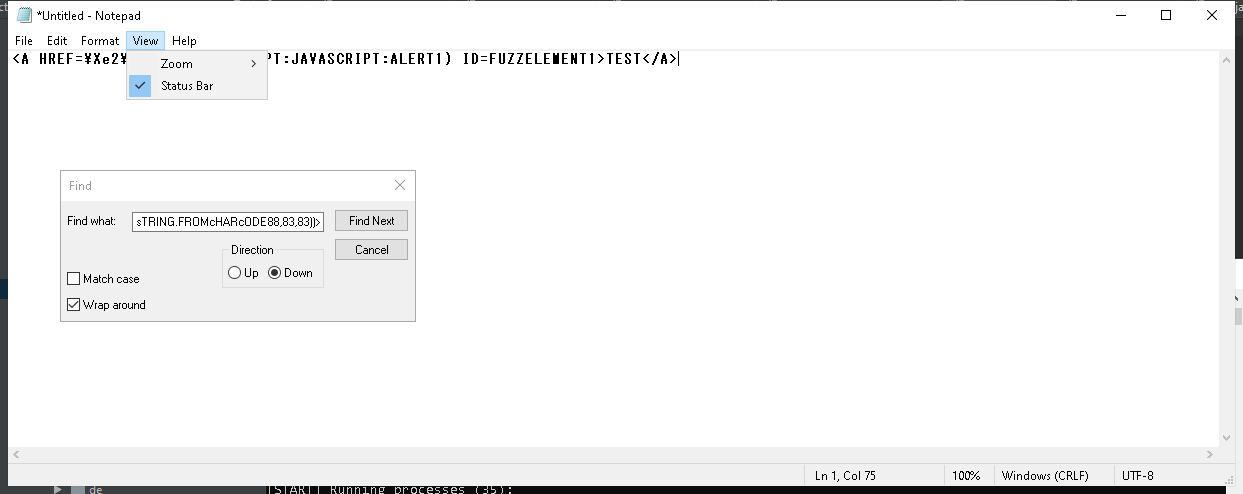 *Untitled - Notepad
File Edit Format View Help
<A HREF=¥Xe2¥ PT:JAVASCRIPT:ALERT1) ID=FUZZELEMENT1>TEST</A>
Zoom
Status Bar
Find
Find what: sTRING.FROMcHARcODE88,83,83))> Find Next
Direction Cancel
Up Down
Match case
Wrap around
Ln 1, Col 75 100% Windows (CRLF) UTF-8
de [START] Running processes (35):